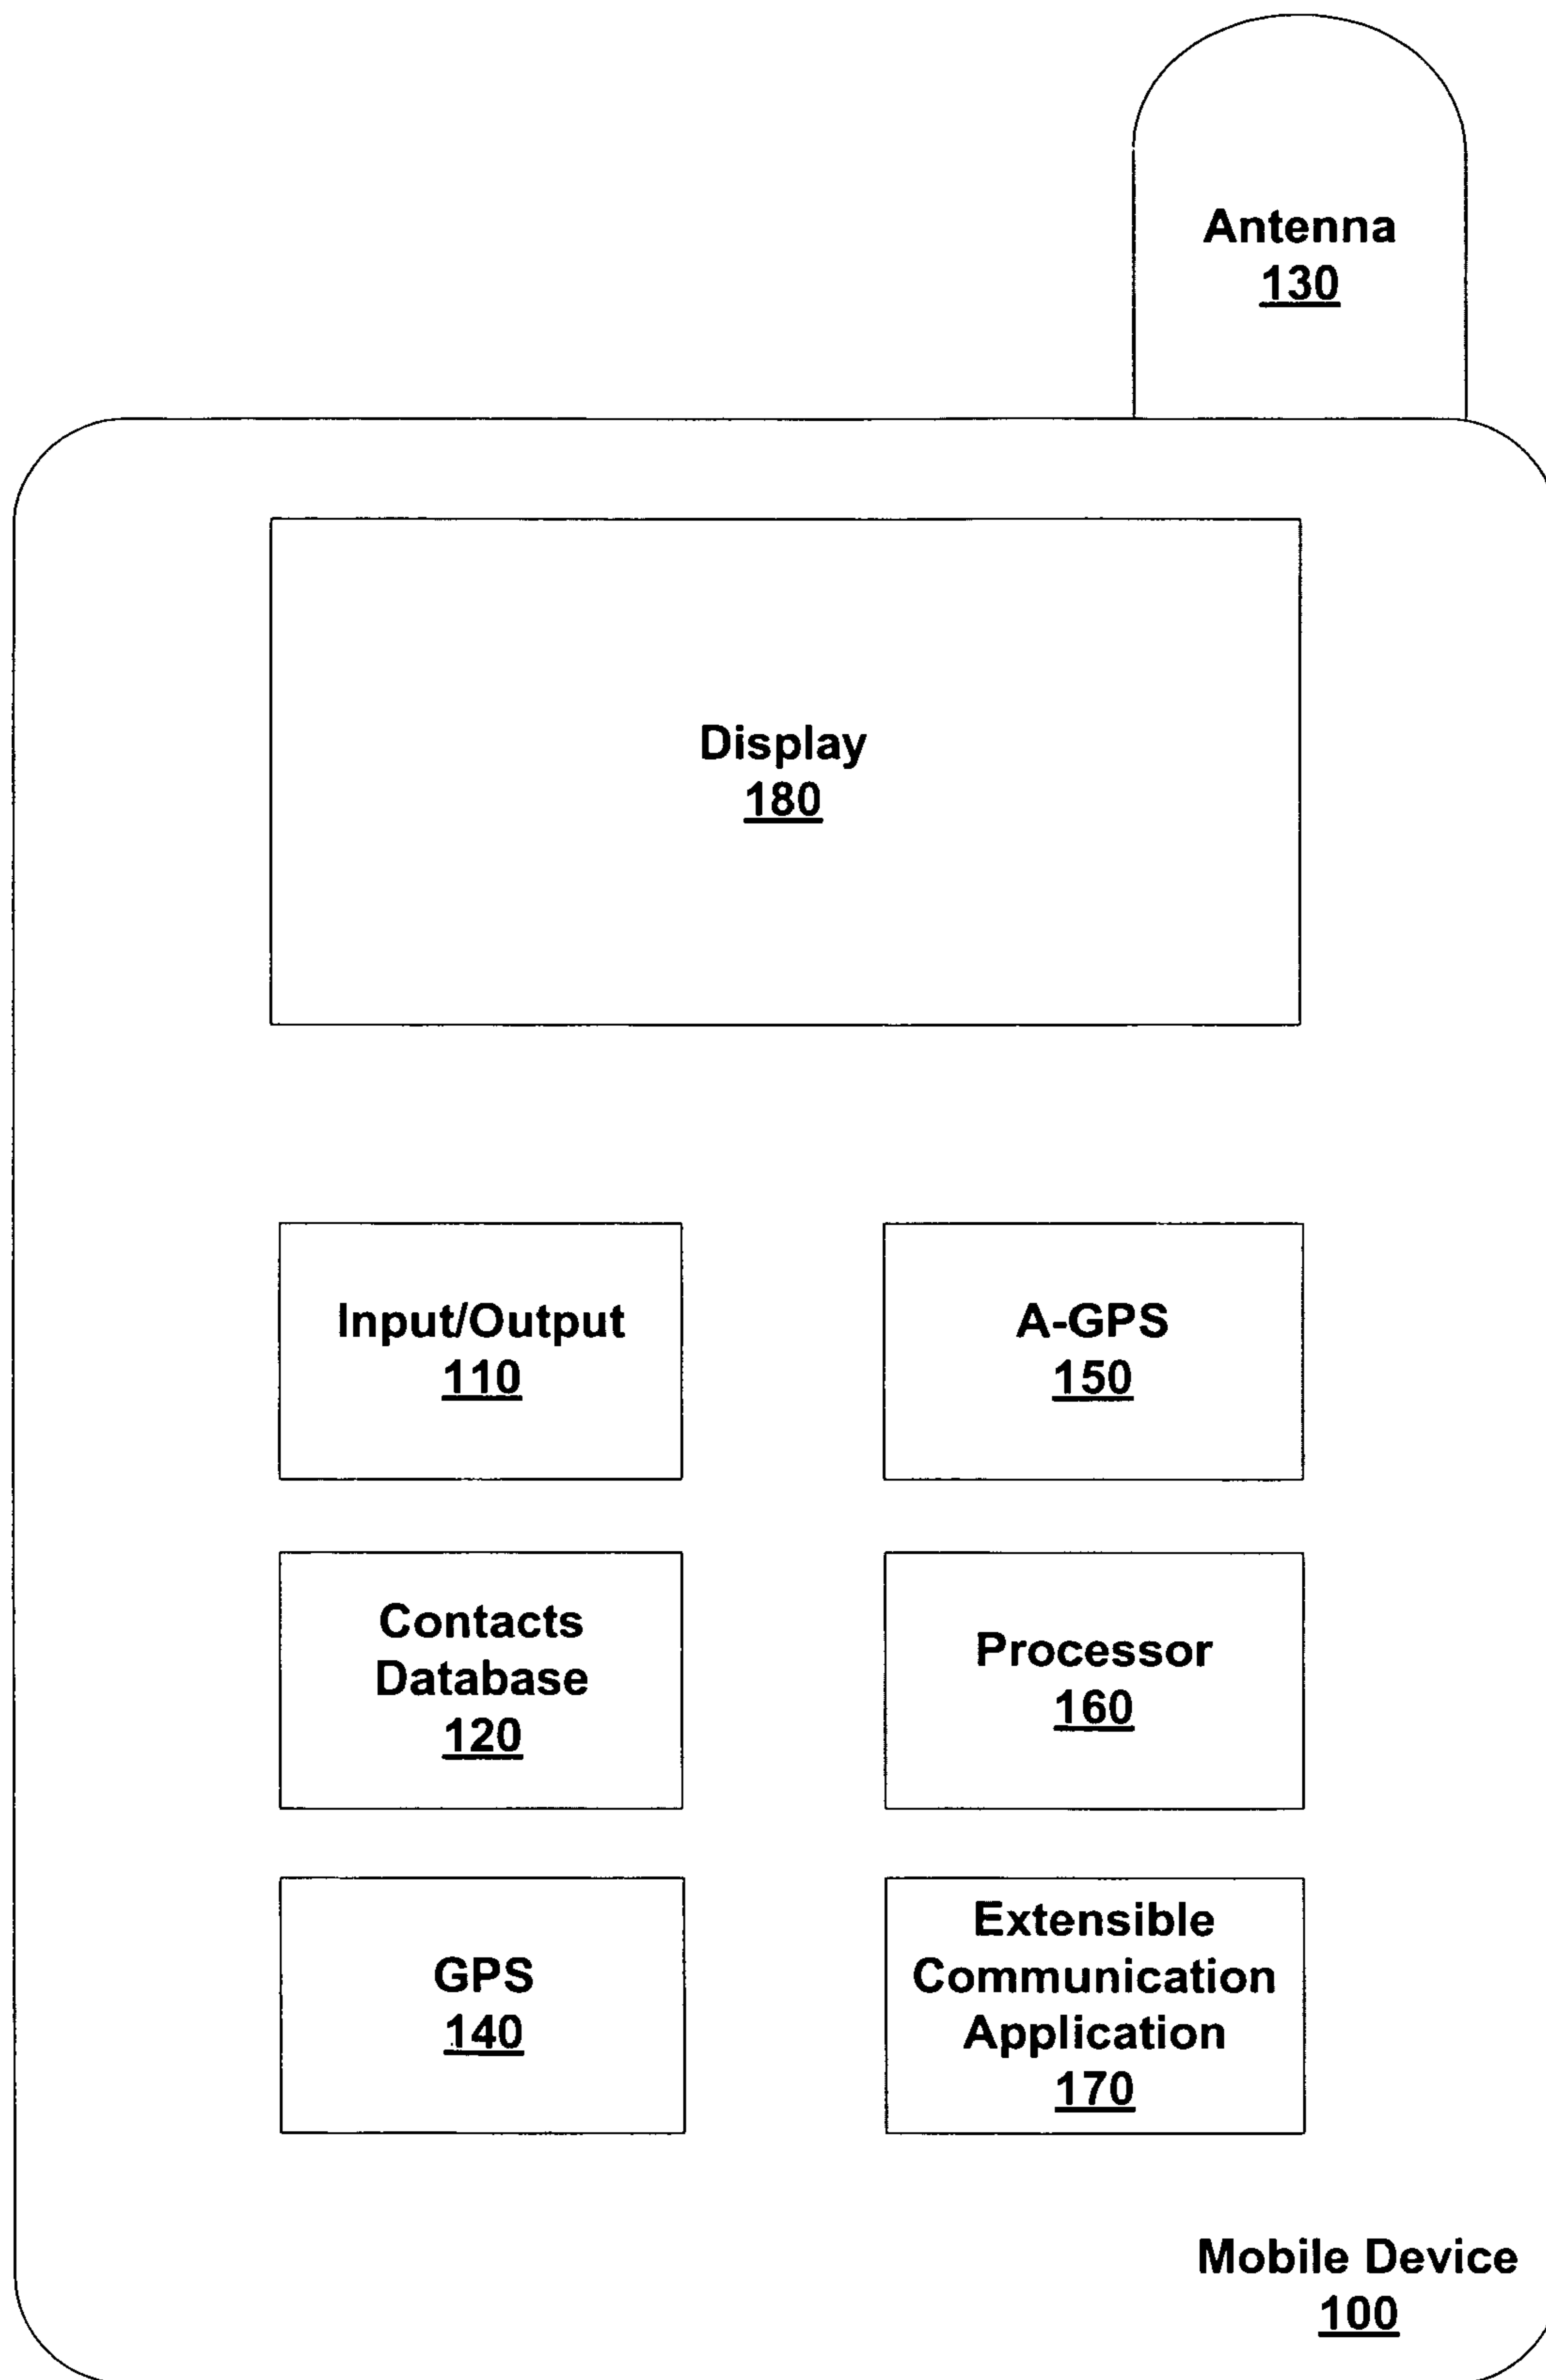 Antenna
130
Display
180
Input/Output
110
A-GPS
150
Contacts
Database
120
Processor
160
GPS
140
Extensible
Communication
Application
170
Mobile Device
100